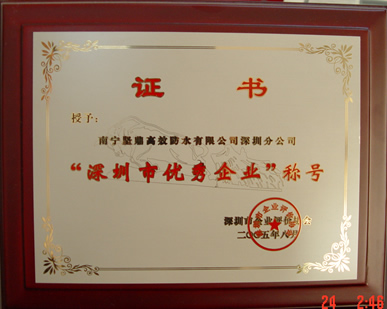 证 书
授予：
南宁坚鼎高效防水有限公司深圳分公司
“深圳市优秀企业”称号
深圳市企业评价协会
二〇〇五年八月
24 2:46